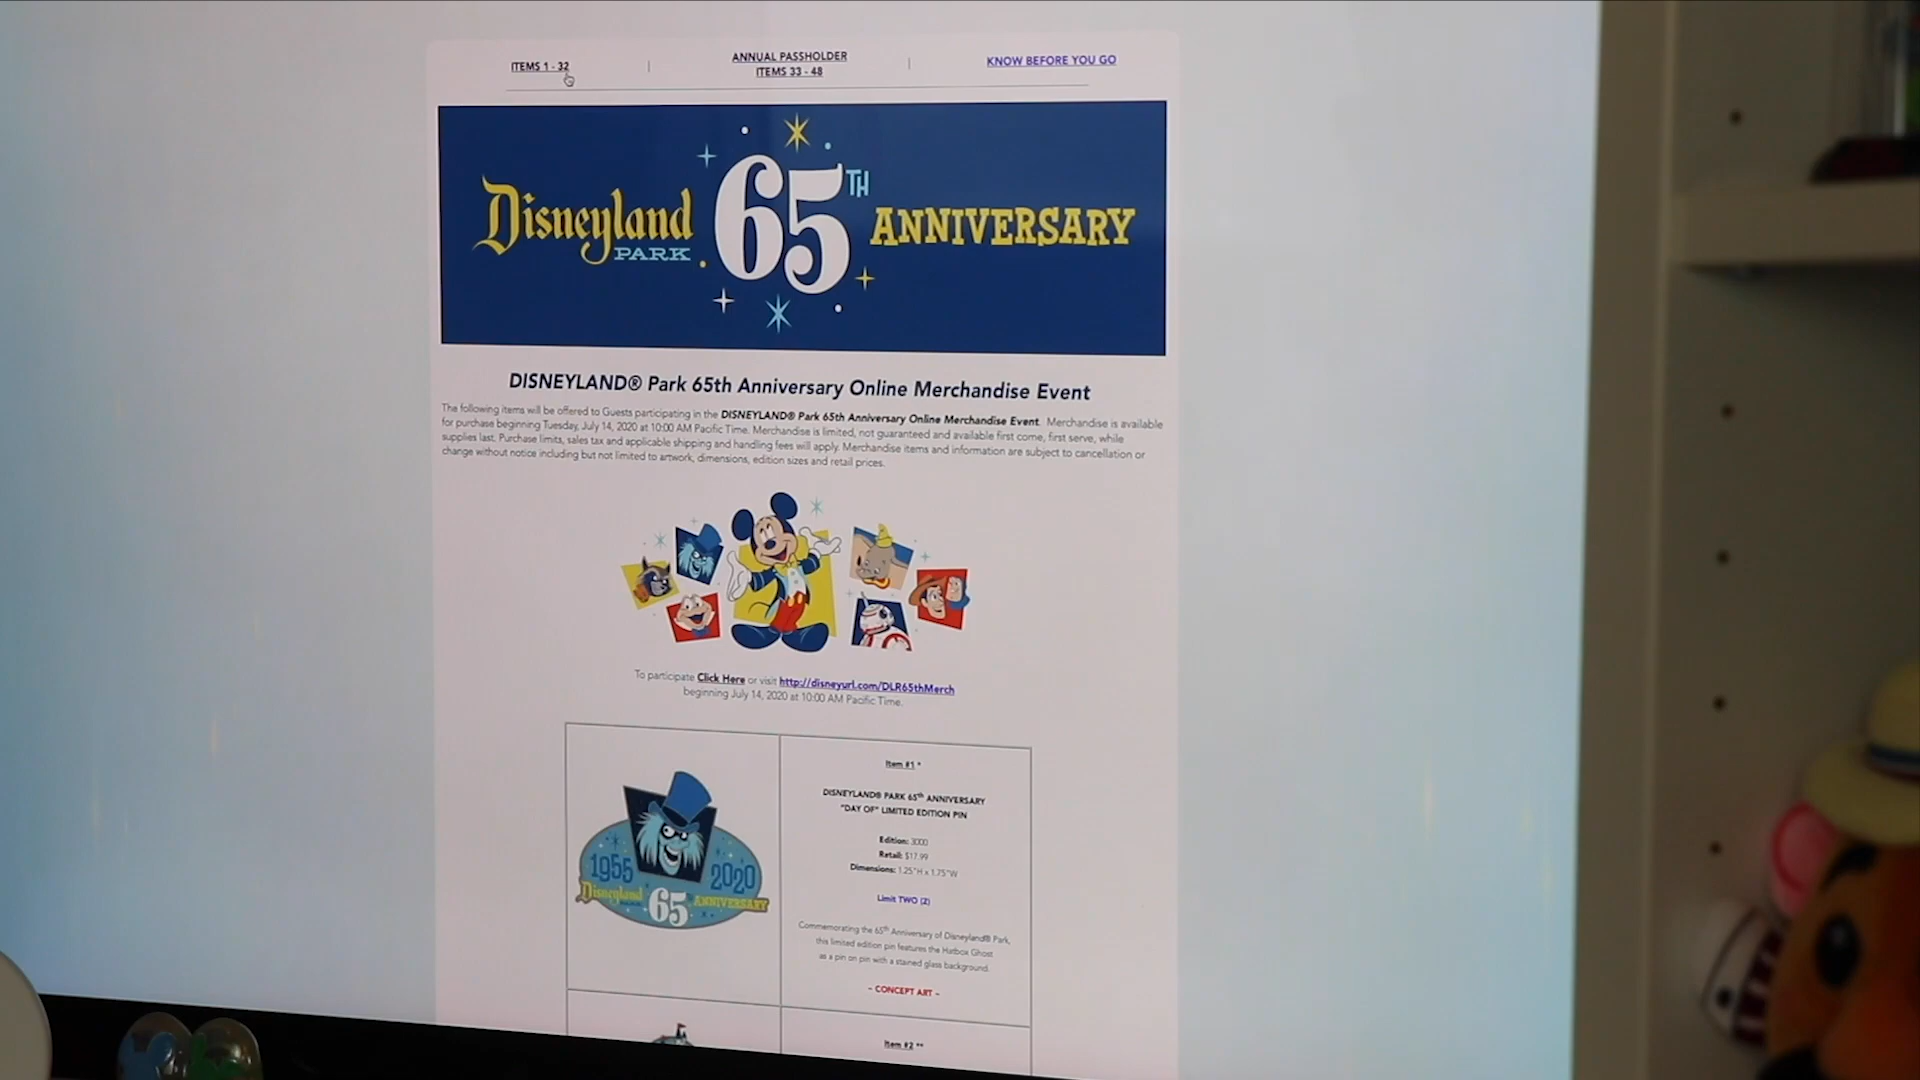 ITEMS 1 - 32 | ANNUAL PASSHOLDER | KNOW BEFORE YOU GO
ITEMS 33 - 48
Disneyland 65TH ANNIVERSARY
PARK
DISNEYLAND® Park 65th Anniversary Online Merchandise Event
The following items will be offered to Guests participating in the DISNEYLAND® Park 65th Anniversary Online Merchandise Event. Merchandise is available
for purchase beginning Tuesday, July 14, 2020 at 10:00 AM Pacific Time. Merchandise is limited, not guaranteed and available first come, first serve, while
supplies last. Purchase limits, sales tax and applicable shipping and handling fees will apply. Merchandise items and information are subject to cancellation or
change without notice including but not limited to artwork, dimensions, edition sizes and retail prices.
To participate Click Here or visit http://disneyurl.com/DLR65thMerch
beginning July 14, 2020 at 10:00 AM Pacific Time.
1955 2020
Disneyland 65 ANNIVERSARY
Item #1 *
DISNEYLAND® PARK 65th ANNIVERSARY
"DAY OF" LIMITED EDITION PIN
Edition: 3000
Retail: $17.99
Dimensions: 1.25"H x 1.75"W
Limit TWO (2)
Commemorating the 65th Anniversary of Disneyland® Park,
this limited edition pin features the Hatbox Ghost
as a pin on pin with a stained glass background.
~ CONCEPT ART ~
Item #2 **